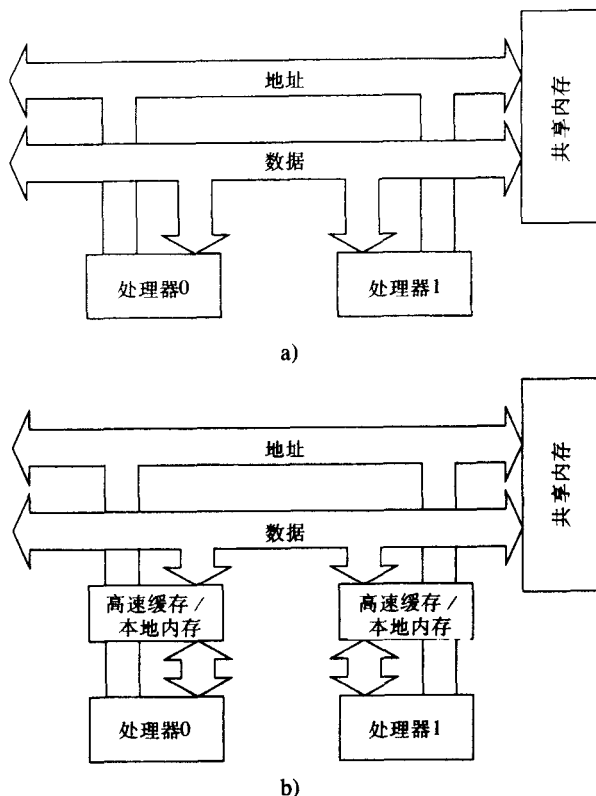 地址
共享内存
数据
处理器0
处理器1
a)
地址
共享内存
数据
高速缓存 /
本地内存
高速缓存 /
本地内存
处理器0
处理器1
b)